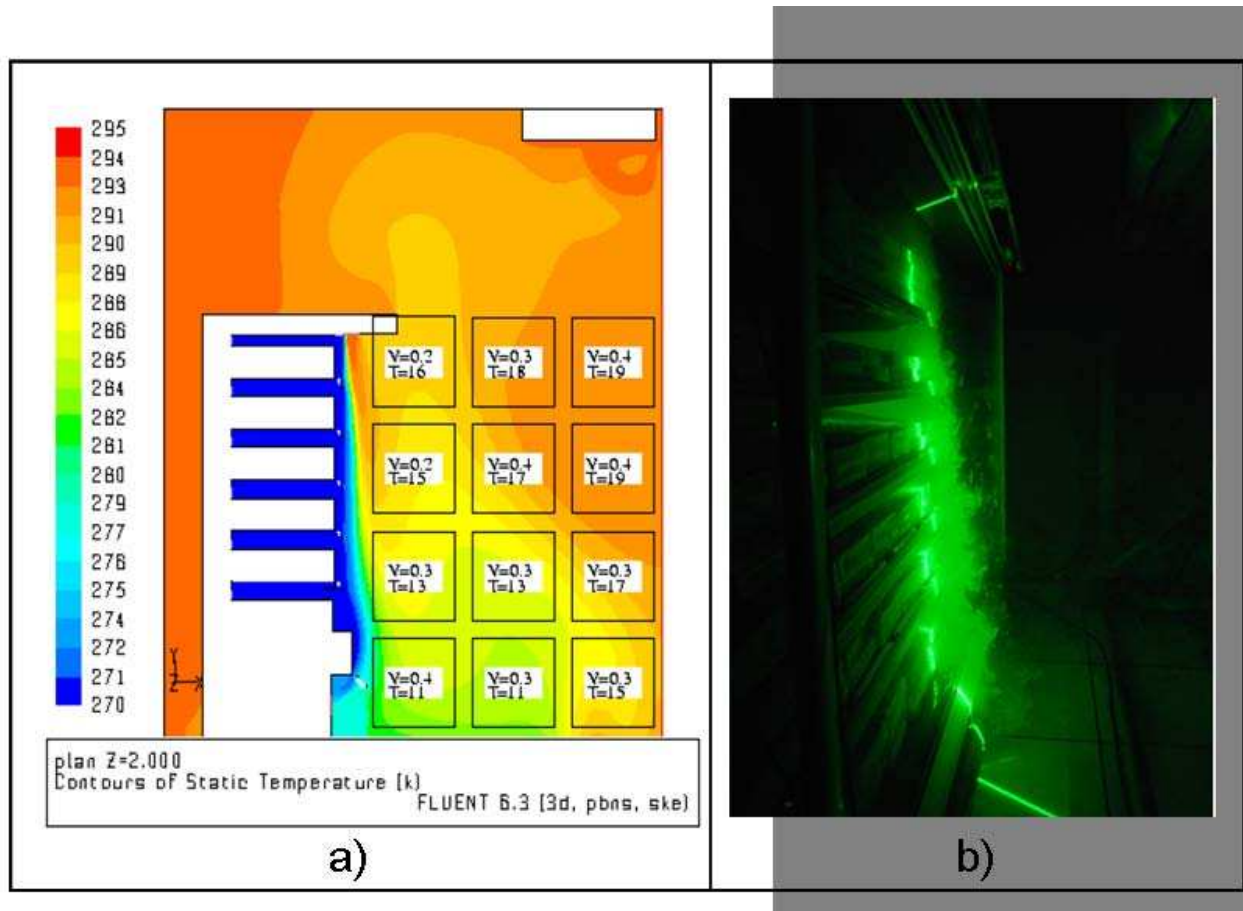 295
294
293
291
290
289
288
286
285
284
282
281
280
279
277
276
275
274
272
271
270
V=0.2
T=16
V=0.3
T=18
V=0.4
T=19
V=0.2
T=15
V=0.4
T=17
V=0.4
T=19
V=0.3
T=13
V=0.3
T=13
V=0.3
T=17
V=0.4
T=11
V=0.3
T=11
V=0.3
T=15
Y
Z X
plan Z=2.000
Contours of Static Temperature (k)
FLUENT 6.3 (3d, pbns, ske)
a)
b)